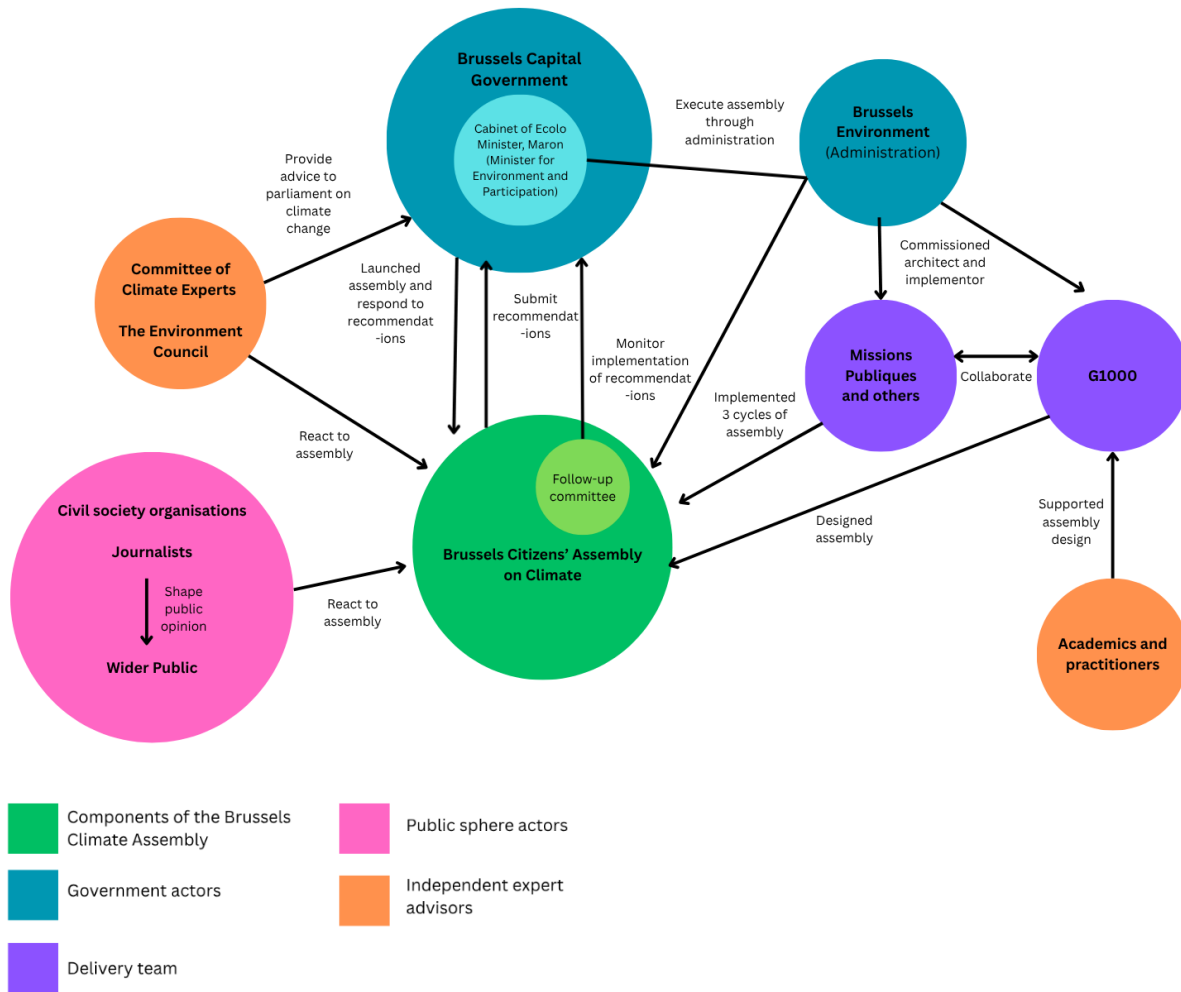 Brussels Capital
Government
Cabinet of Ecolo
Minister, Maron
(Minister for
Environment and
Participation)
Execute assembly
through
administration
Brussels
Environment
(Administration)
Provide
advice to
parliament on
climate
change
Committee of
Climate Experts
The Environment
Council
Launched
assembly and
respond to
recommendat
-ions
Submit
recommendat
-ions
Monitor
implementation
of recommendat
-ions
Commissioned
architect and
implementor
Missions
Publiques
and others
Collaborate
G1000
Implemented
3 cycles of
assembly
React to
assembly
Follow-up
committee
Brussels Citizens’ Assembly
on Climate
Designed
assembly
Supported
assembly
design
Academics and
practitioners
Civil society organisations
Journalists
Shape
public
opinion
Wider Public
React to
assembly
Components of the Brussels
Climate Assembly
Government actors
Delivery team
Public sphere actors
Independent expert
advisors